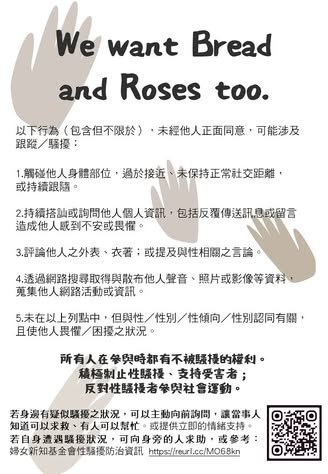 We want Bread
and Roses too.
以下行為（包含但不限於），未經他人正面同意，可能涉及
跟蹤／騷擾：
1.觸碰他人身體部位，過於接近、未保持正常社交距離，
或持續跟隨。
2.持續搭訕或詢問他人個人資訊，包括反覆傳送訊息或留言
造成他人感到不安或畏懼。
3.評論他人之外表、衣著；或提及與性相關之言論。
4.透過網路搜尋取得與散布他人聲音、照片或影像等資料，
蒐集他人網路活動或資訊。
5.未在以上列點中，但與性／性別／性傾向／性別認同有關，
且使他人畏懼／困擾之狀況。
所有人在參與時都有不被騷擾的權利。
積極制止性騷擾、支持受害者；
反對性騷擾者參與社會運動。
若身邊有疑似騷擾之狀況，可以主動向前詢問，讓當事人
知道可以求救、有人可以幫忙。或提供立即的情緒支持。
若自身遭遇騷擾狀況，可向身旁的人求助，或參考：
婦女新知基金會性騷擾防治資訊 https://reurl.cc/MO68kn